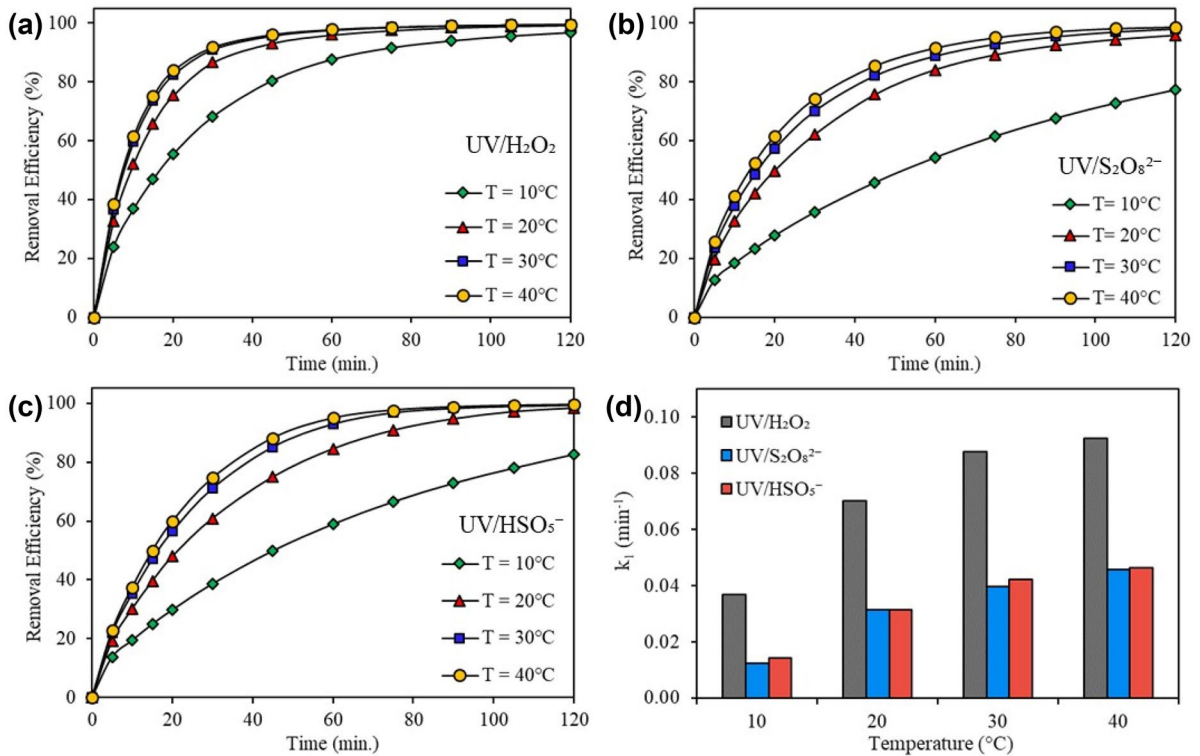 (a)
100
80
60
40
20
0
Removal Efficiency (%)
UV/H₂O₂
T = 10°C
T = 20°C
T = 30°C
T = 40°C
0 20 40 60 80 100 120
Time (min.)
(b)
100
80
60
40
20
0
Removal Efficiency (%)
UV/S₂O₈²⁻
T= 10°C
T= 20°C
T= 30°C
T= 40°C
0 20 40 60 80 100 120
Time (min.)
(c)
100
80
60
40
20
0
Removal Efficiency (%)
UV/HSO₅⁻
T = 10°C
T = 20°C
T = 30°C
T = 40°C
0 20 40 60 80 100 120
Time (min.)
(d)
0.10
0.08
0.06
0.04
0.02
0.00
k₁ (min⁻¹)
UV/H₂O₂
UV/S₂O₈²⁻
UV/HSO₅⁻
10 20 30 40
Temperature (°C)